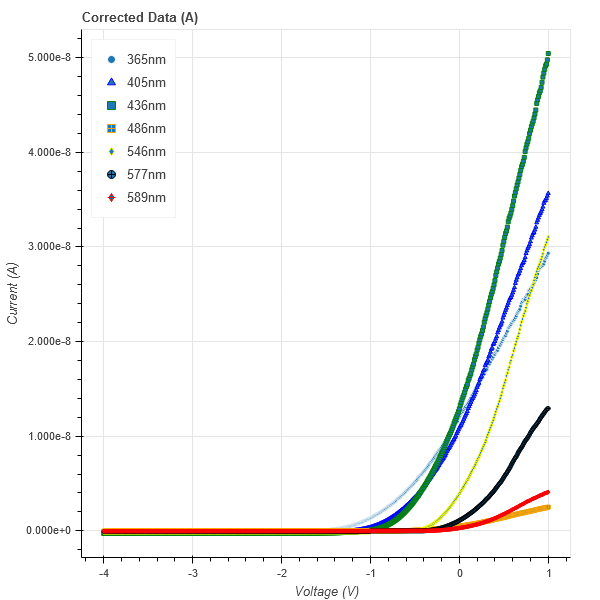 Corrected Data (A)
5.000e-8
4.000e-8
3.000e-8
2.000e-8
1.000e-8
0.000e+0
Current (A)
365nm
405nm
436nm
486nm
546nm
577nm
589nm
-4
-3
-2
-1
0
1
Voltage (V)